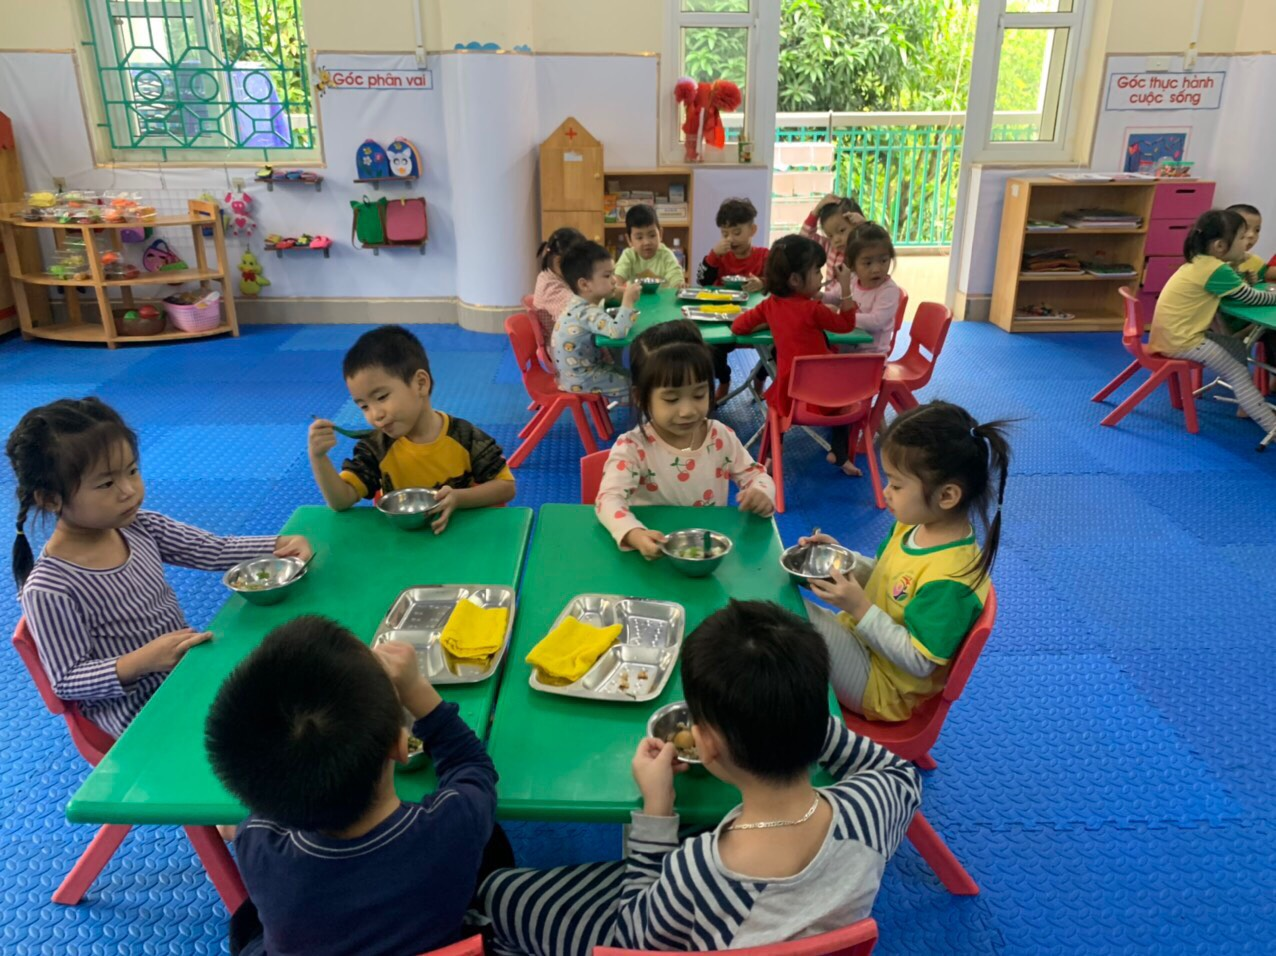 Góc phân vai
Góc thực hành
cuộc sống